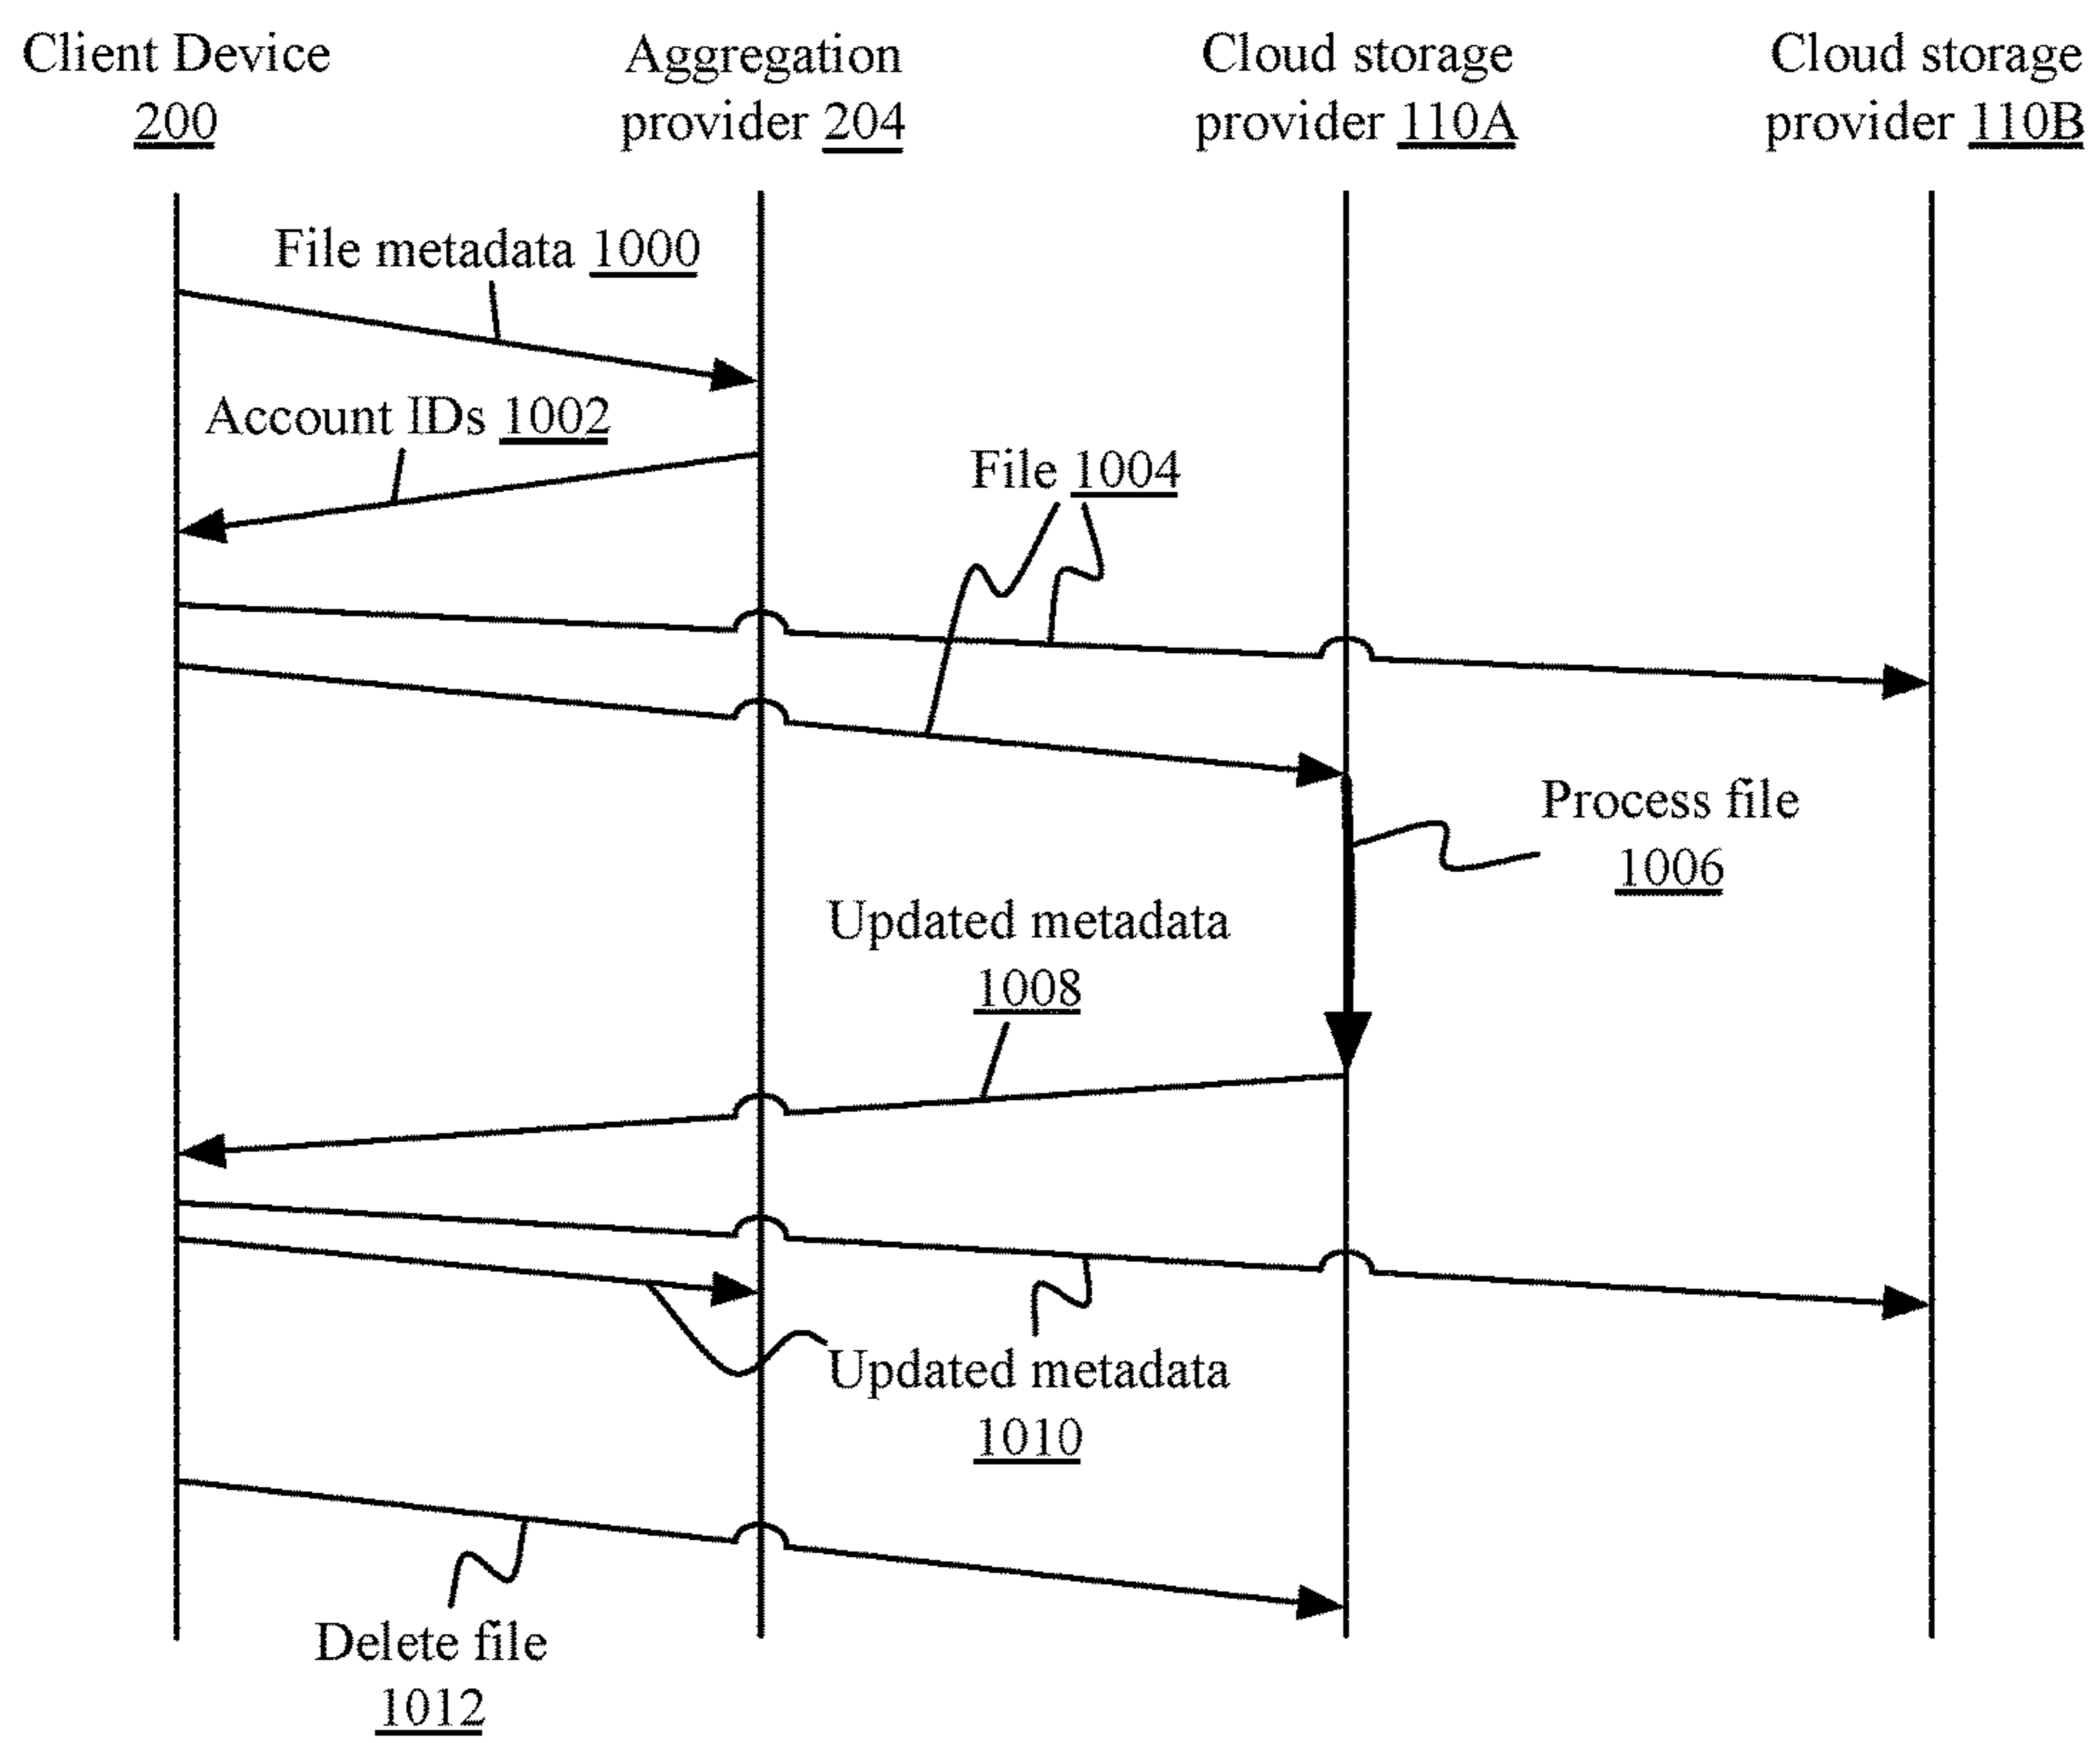 Client Device
200
Aggregation
provider 204
Cloud storage
provider 110A
Cloud storage
provider 110B
File metadata 1000
Account IDs 1002
File 1004
Process file
1006
Updated metadata
1008
Updated metadata
1010
Delete file
1012